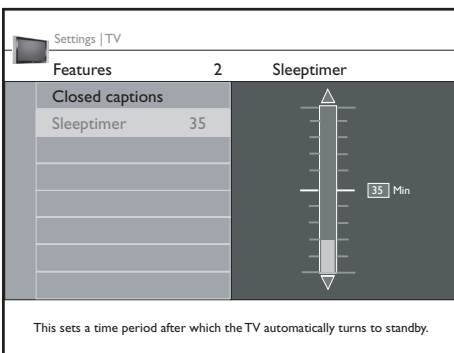 Settings | TV
Features 2 Sleeptimer
Closed captions
Sleeptimer 35
35 Min
This sets a time period after which the TV automatically turns to standby.